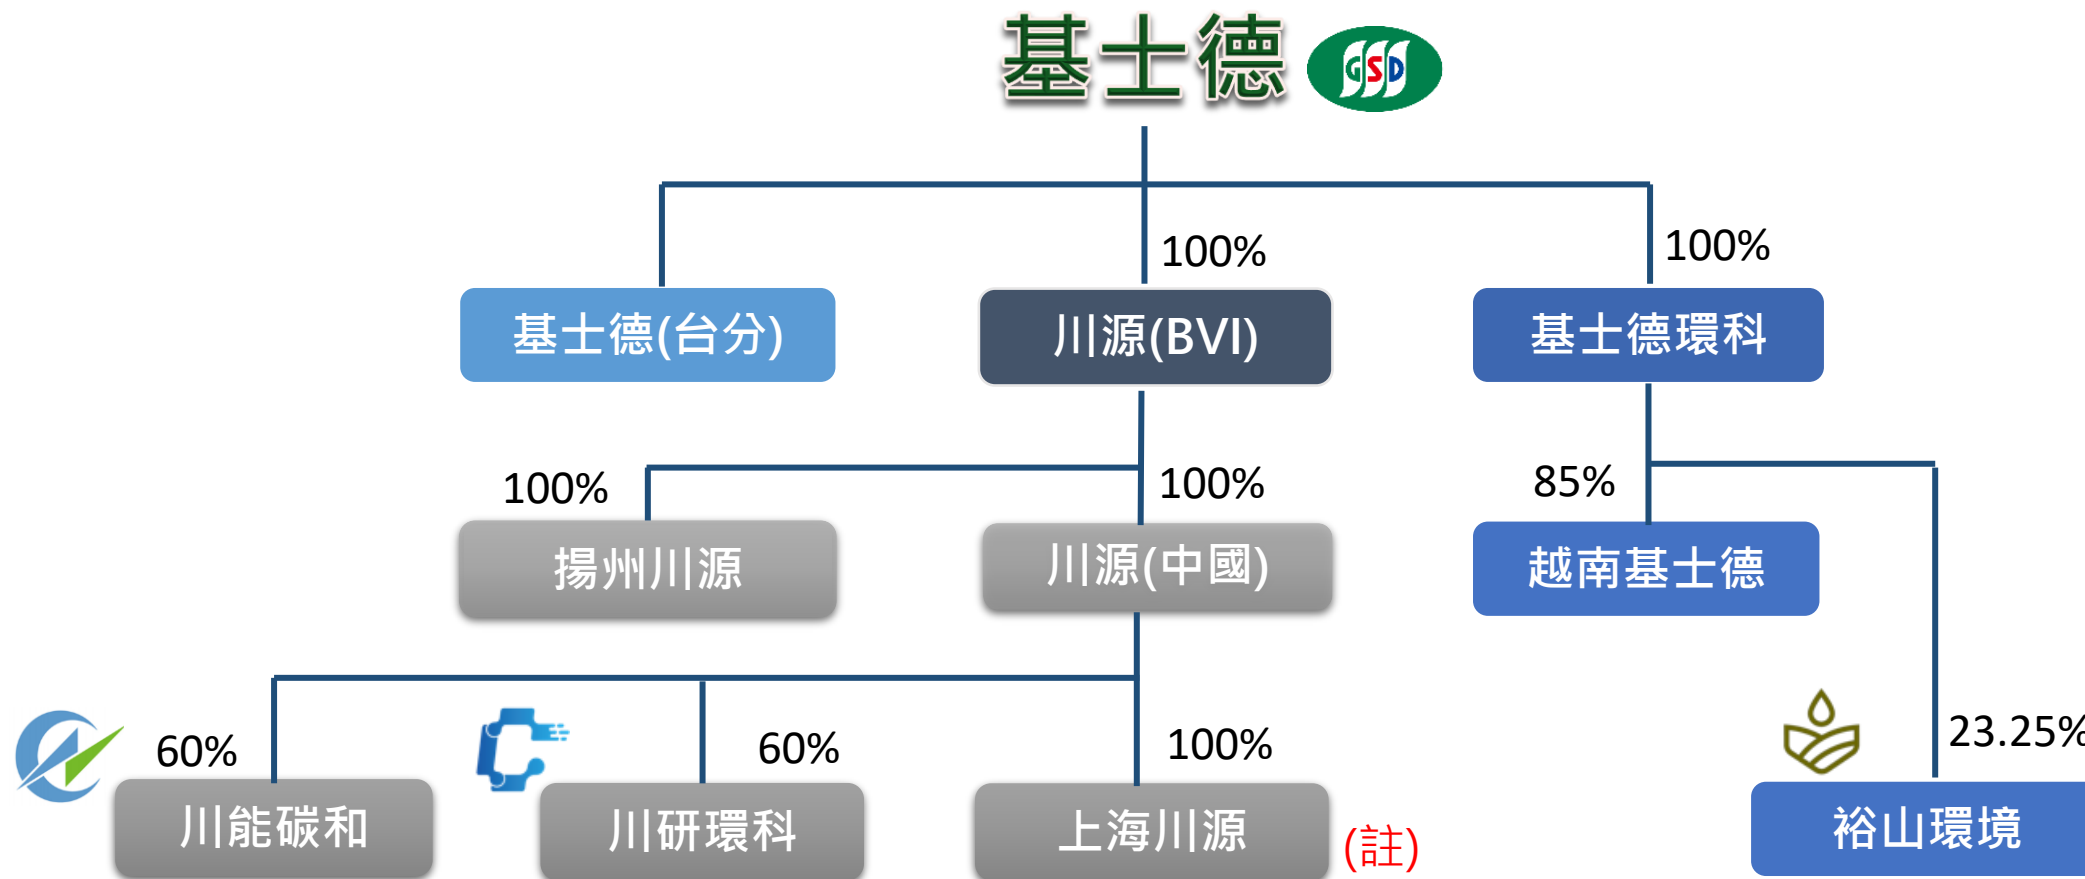 基士德
GSD
100%
100%
基士德(台分)
川源(BVI)
基士德環科
100%
100%
85%
揚州川源
川源(中國)
越南基士德
60%
60%
100%
23.25%
川能碳和
川研環科
上海川源
(註)
裕山環境